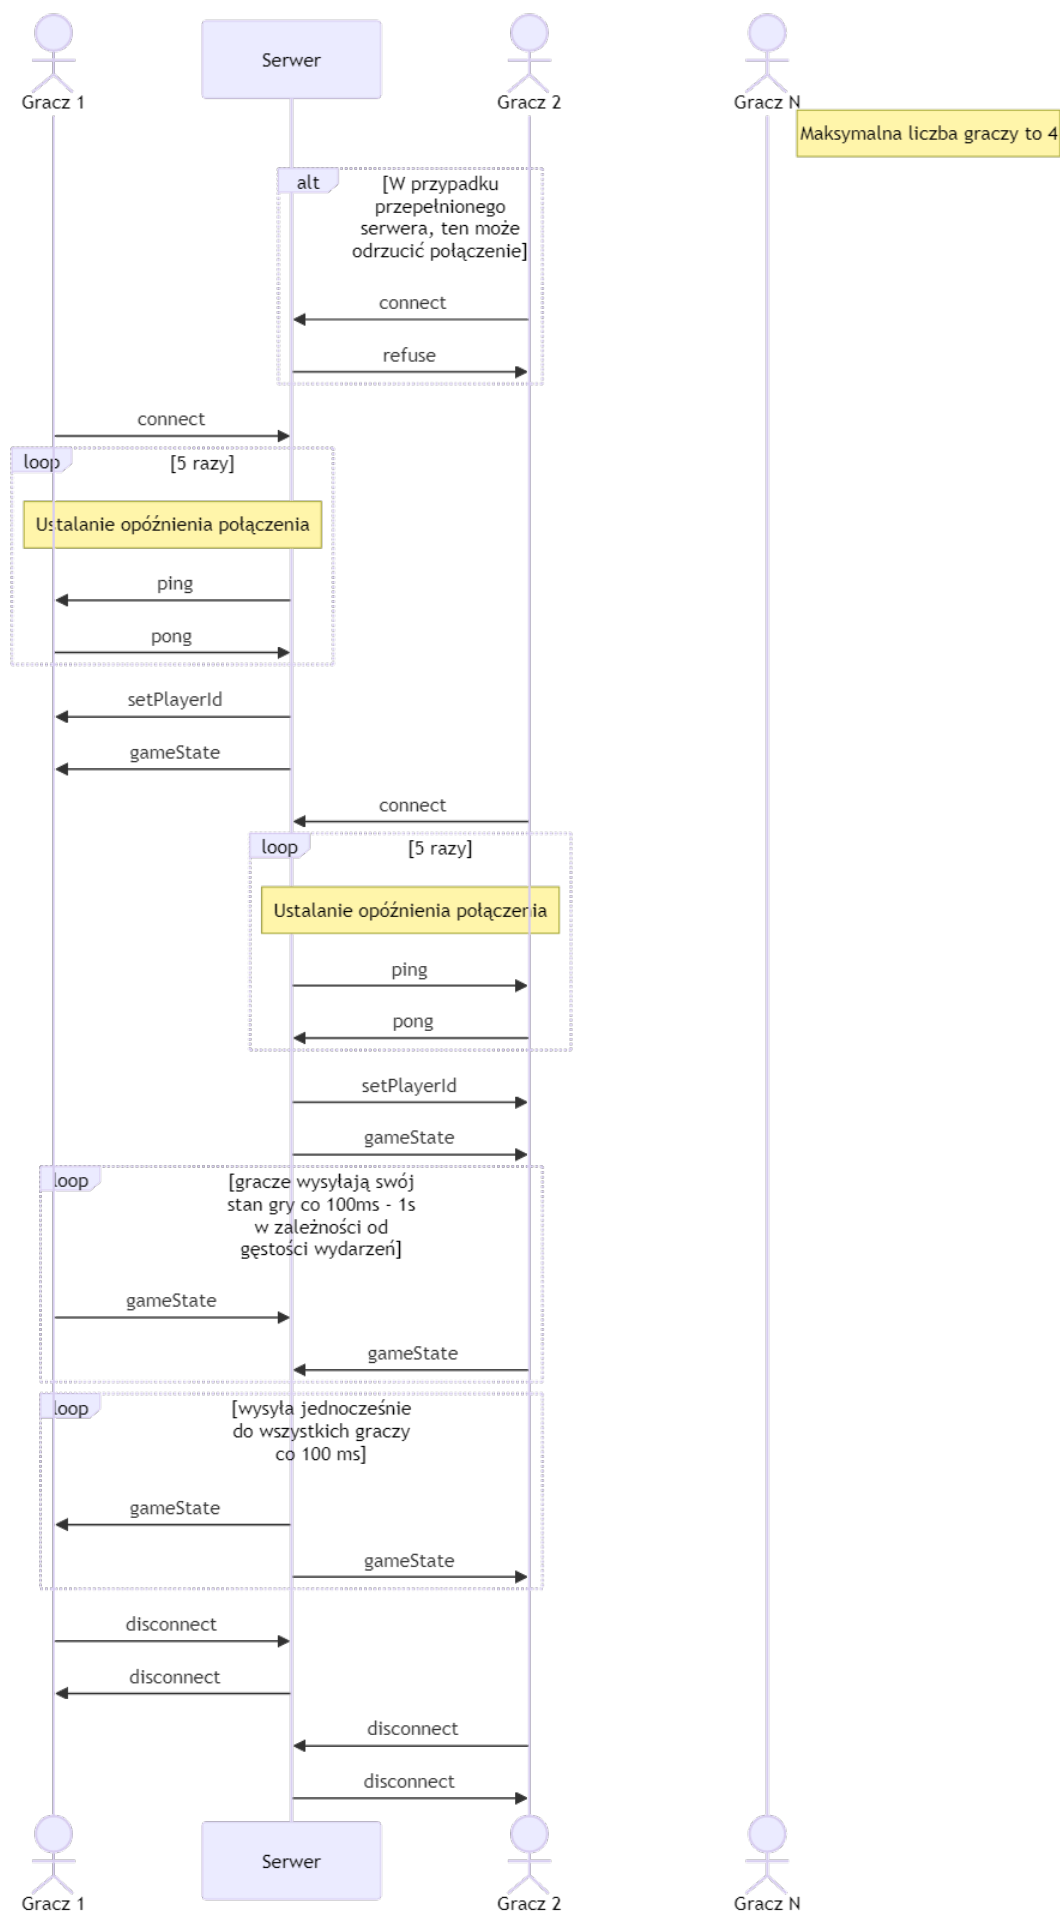 Gracz 1
Serwer
Gracz 2
Gracz N
Maksymalna liczba graczy to 4
alt
[W przypadku
przepełnionego
serwera, ten może
odrzucić połączenie]
connect
refuse
connect
loop
[5 razy]
Ustalanie opóźnienia połączenia
ping
pong
setPlayerId
gameState
connect
loop
[5 razy]
Ustalanie opóźnienia połączenia
ping
pong
setPlayerId
gameState
loop
[gracze wysyłają swój
stan gry co 100ms - 1s
w zależności od
gęstości wydarzeń]
gameState
gameState
loop
[wysyła jednocześnie
do wszystkich graczy
co 100 ms]
gameState
gameState
disconnect
disconnect
disconnect
disconnect
Gracz 1
Serwer
Gracz 2
Gracz N